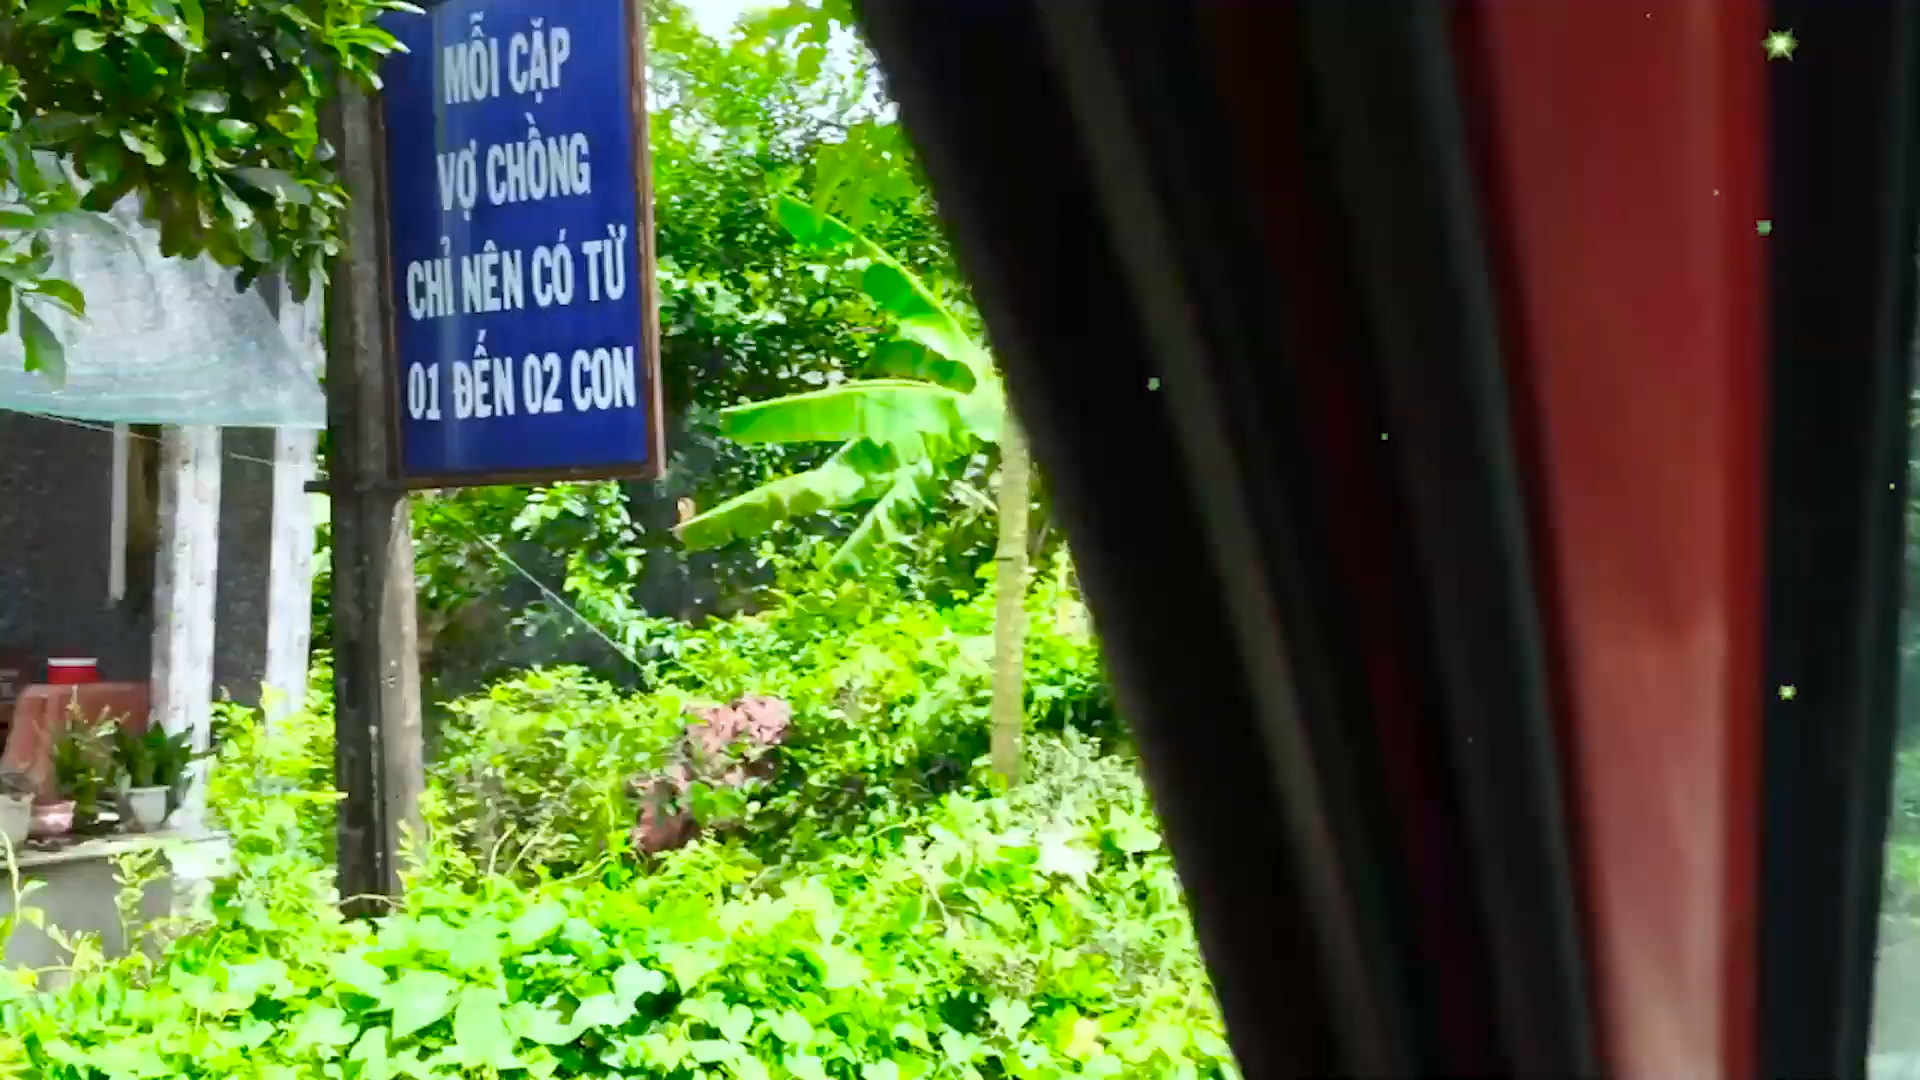 MỖI CẶP
VỢ CHỒNG
CHỈ NÊN CÓ TỪ
01 ĐẾN 02 CON